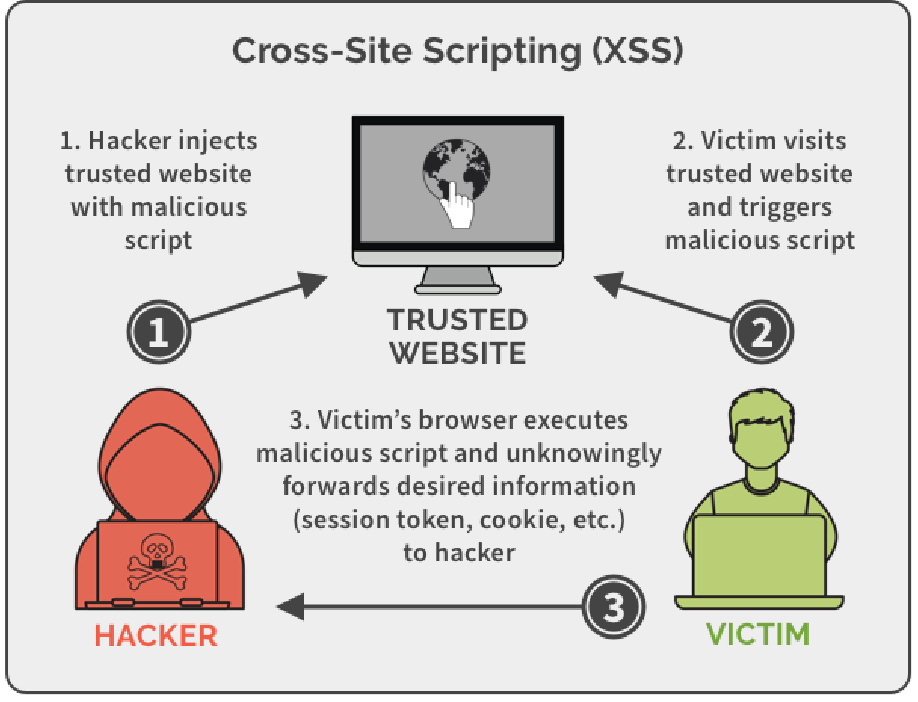 Cross-Site Scripting (XSS)
1. Hacker injects
trusted website
with malicious
script
2. Victim visits
trusted website
and triggers
malicious script
1
TRUSTED
WEBSITE
2
3. Victim’s browser executes
malicious script and unknowingly
forwards desired information
(session token, cookie, etc.)
to hacker
3
HACKER
VICTIM